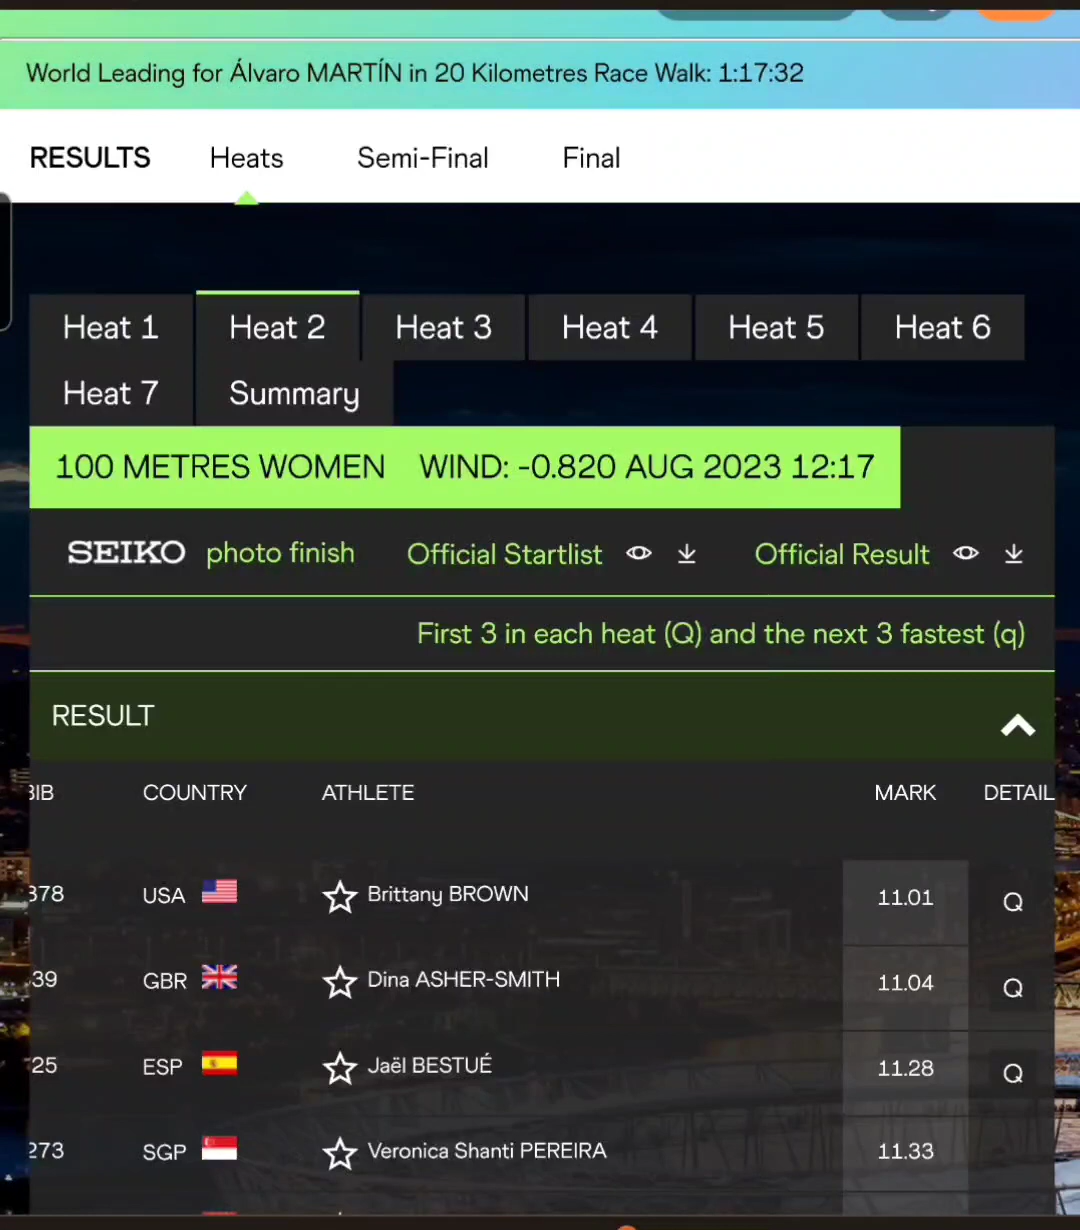 World Leading for Álvaro MARTÍN in 20 Kilometres Race Walk: 1:17:32
RESULTS Heats Semi-Final Final
Heat 1 Heat 2 Heat 3 Heat 4 Heat 5 Heat 6
Heat 7 Summary
100 METRES WOMEN WIND: -0.820 AUG 2023 12:17
SEIKO photo finish Official Startlist Official Result
First 3 in each heat (Q) and the next 3 fastest (q)
RESULT
BIB COUNTRY ATHLETE MARK DETAIL
378 USA Brittany BROWN 11.01 Q
39 GBR Dina ASHER-SMITH 11.04 Q
25 ESP Jaël BESTUÉ 11.28 Q
273 SGP Veronica Shanti PEREIRA 11.33